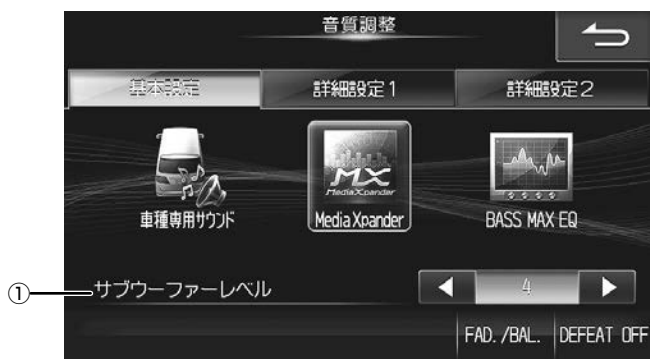 音質調整
基本設定 詳細設定1 詳細設定2
MX
MediaXpander
車種専用サウンド Media Xpander BASS MAX EQ
① サブウーファーレベル 4
FAD./BAL. DEFEAT OFF